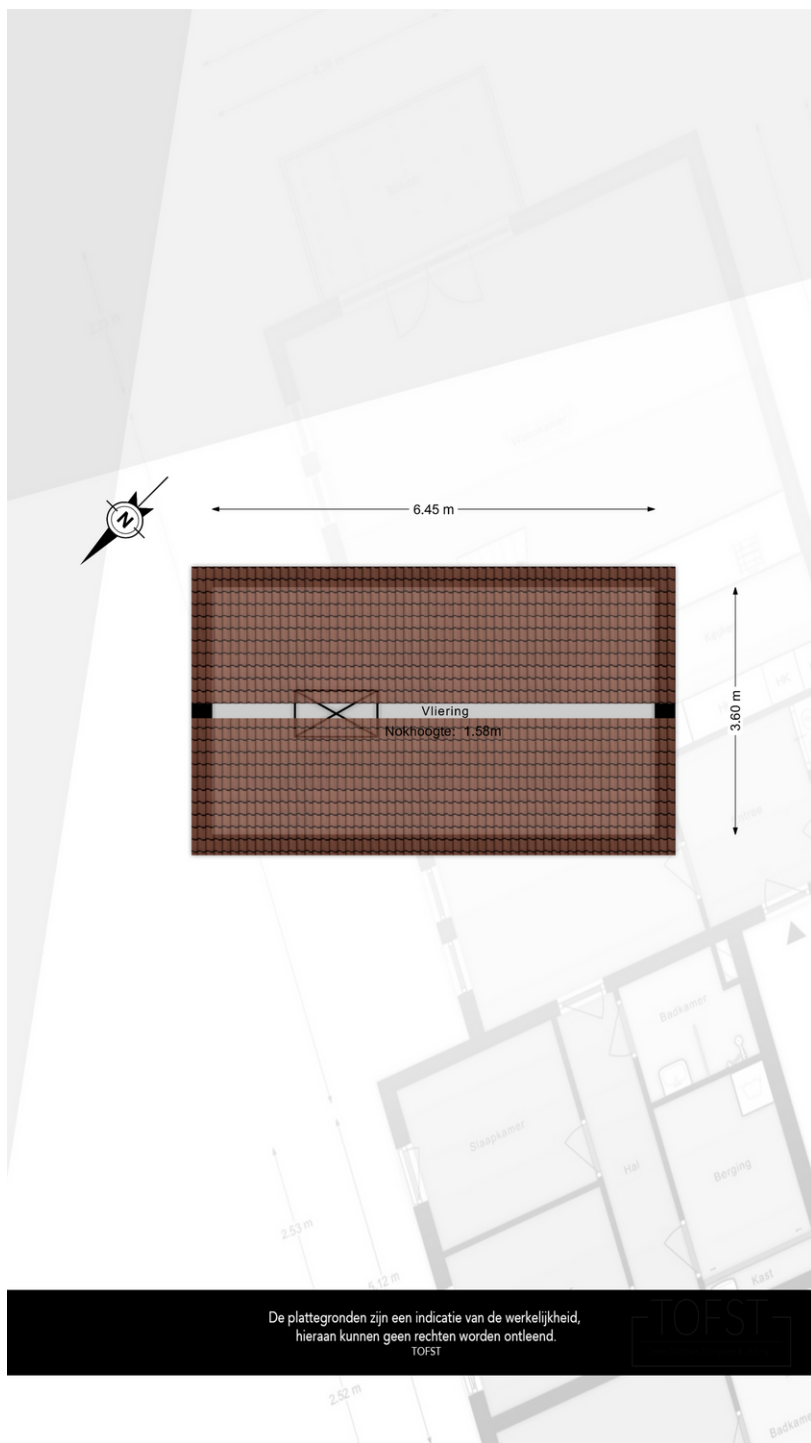 6.45 m
N
Vliering
Nokhoogte: 1.58m
3.60 m
Badkamer
Slaapkamer
Hal
Berging
2.53 m
5.12 m
Kast
De plattegronden zijn een indicatie van de werkelijkheid,
hieraan kunnen geen rechten worden ontleend.
TOFST
TOFST
2.52 m